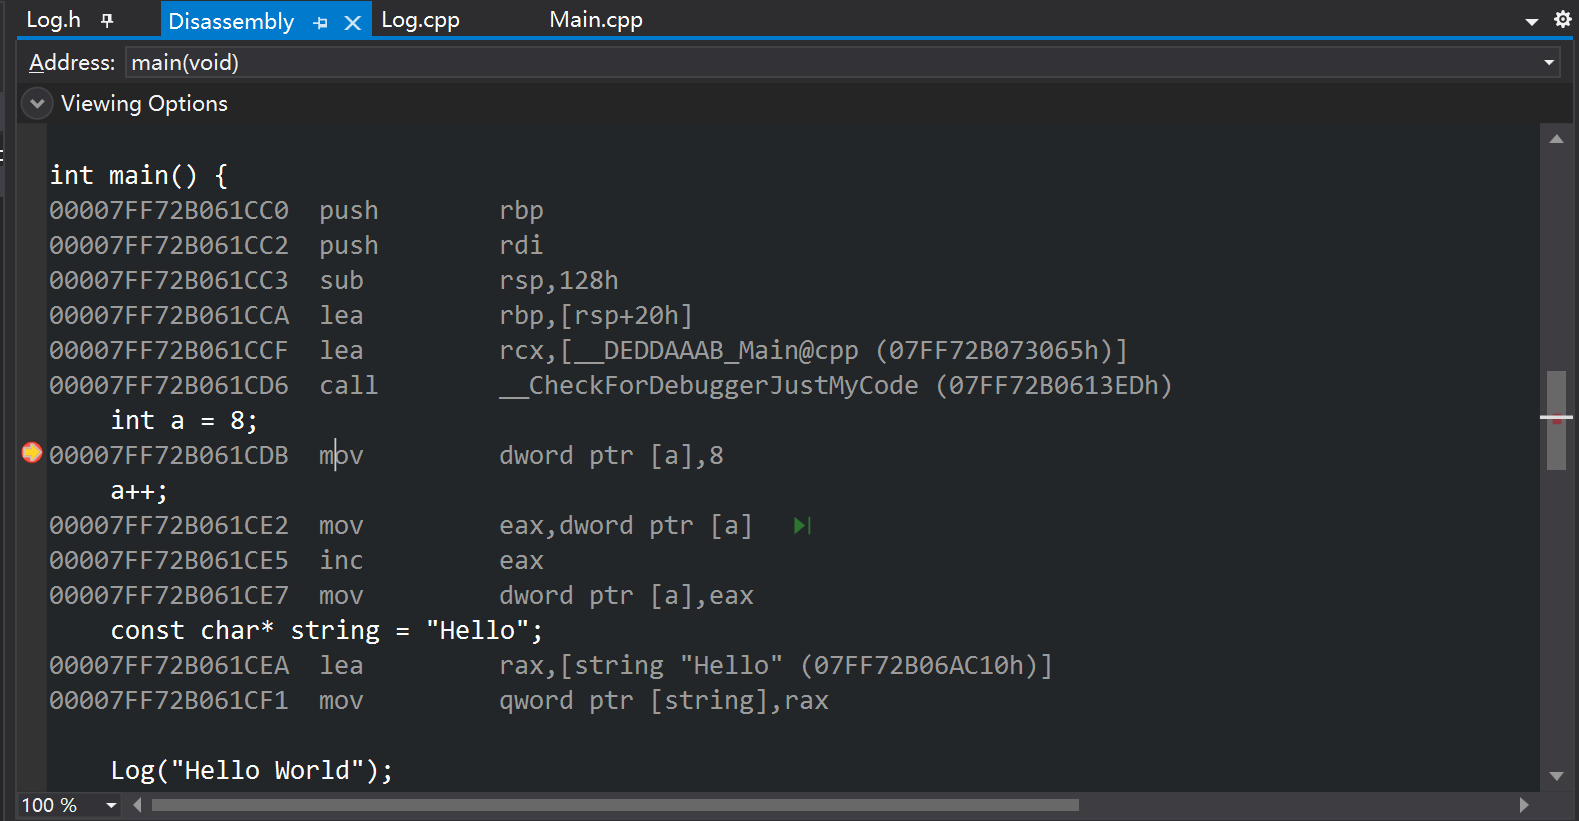 Log.h Disassembly Log.cpp Main.cpp
Address: main(void)
Viewing Options
int main() {
00007FF72B061CC0 push rbp
00007FF72B061CC2 push rdi
00007FF72B061CC3 sub rsp,128h
00007FF72B061CCA lea rbp,[rsp+20h]
00007FF72B061CCF lea rcx,[__DEDDAAAB_Main@cpp (07FF72B073065h)]
00007FF72B061CD6 call __CheckForDebuggerJustMyCode (07FF72B0613EDh)
int a = 8;
00007FF72B061CDB mov dword ptr [a],8
a++;
00007FF72B061CE2 mov eax,dword ptr [a]
00007FF72B061CE5 inc eax
00007FF72B061CE7 mov dword ptr [a],eax
const char* string = "Hello";
00007FF72B061CEA lea rax,[string "Hello" (07FF72B06AC10h)]
00007FF72B061CF1 mov qword ptr [string],rax
Log("Hello World");
100 %